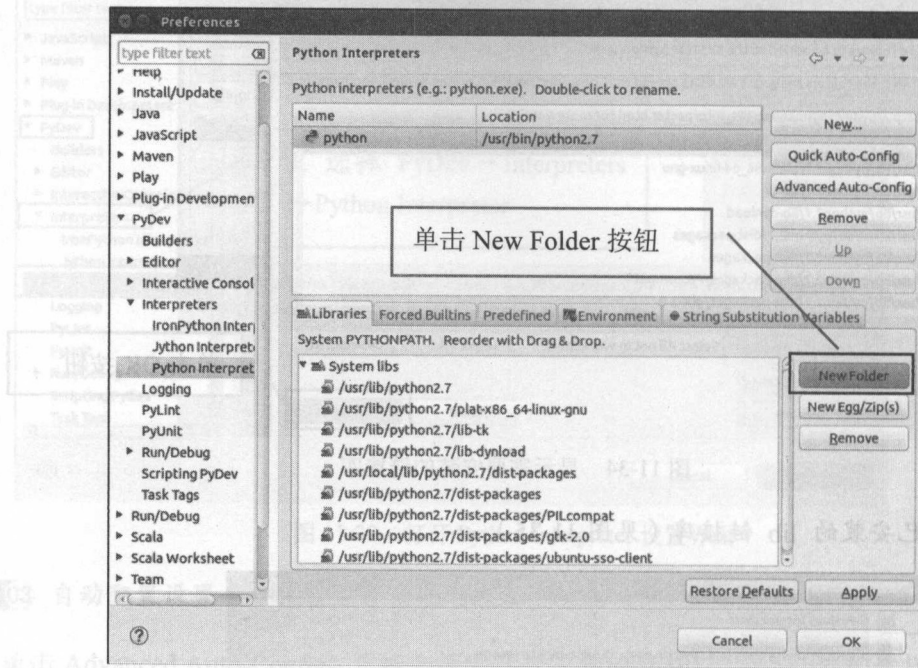 Preferences
type filter text
Help
Install/Update
Java
JavaScript
Maven
Play
Plug-in Developmen
PyDev
Builders
Editor
Interactive Consol
Interpreters
IronPython Interp
Jython Interprete
Python Interpret
Logging
PyLint
PyUnit
Run/Debug
Scripting PyDev
Task Tags
Run/Debug
Scala
Scala Worksheet
Team
Python Interpreters
Python interpreters (e.g.: python.exe). Double-click to rename.
Name Location
python /usr/bin/python2.7
New...
Quick Auto-Config
Advanced Auto-Config
Remove
Up
Down
单击 New Folder 按钮
Libraries Forced Builtins Predefined Environment String Substitution Variables
System PYTHONPATH. Reorder with Drag & Drop.
System libs
/usr/lib/python2.7
/usr/lib/python2.7/plat-x86_64-linux-gnu
/usr/lib/python2.7/lib-tk
/usr/lib/python2.7/lib-dynload
/usr/local/lib/python2.7/dist-packages
/usr/lib/python2.7/dist-packages
/usr/lib/python2.7/dist-packages/PILcompat
/usr/lib/python2.7/dist-packages/gtk-2.0
/usr/lib/python2.7/dist-packages/ubuntu-sso-client
New Folder
New Egg/Zip(s)
Remove
Restore Defaults
Apply
Cancel
OK